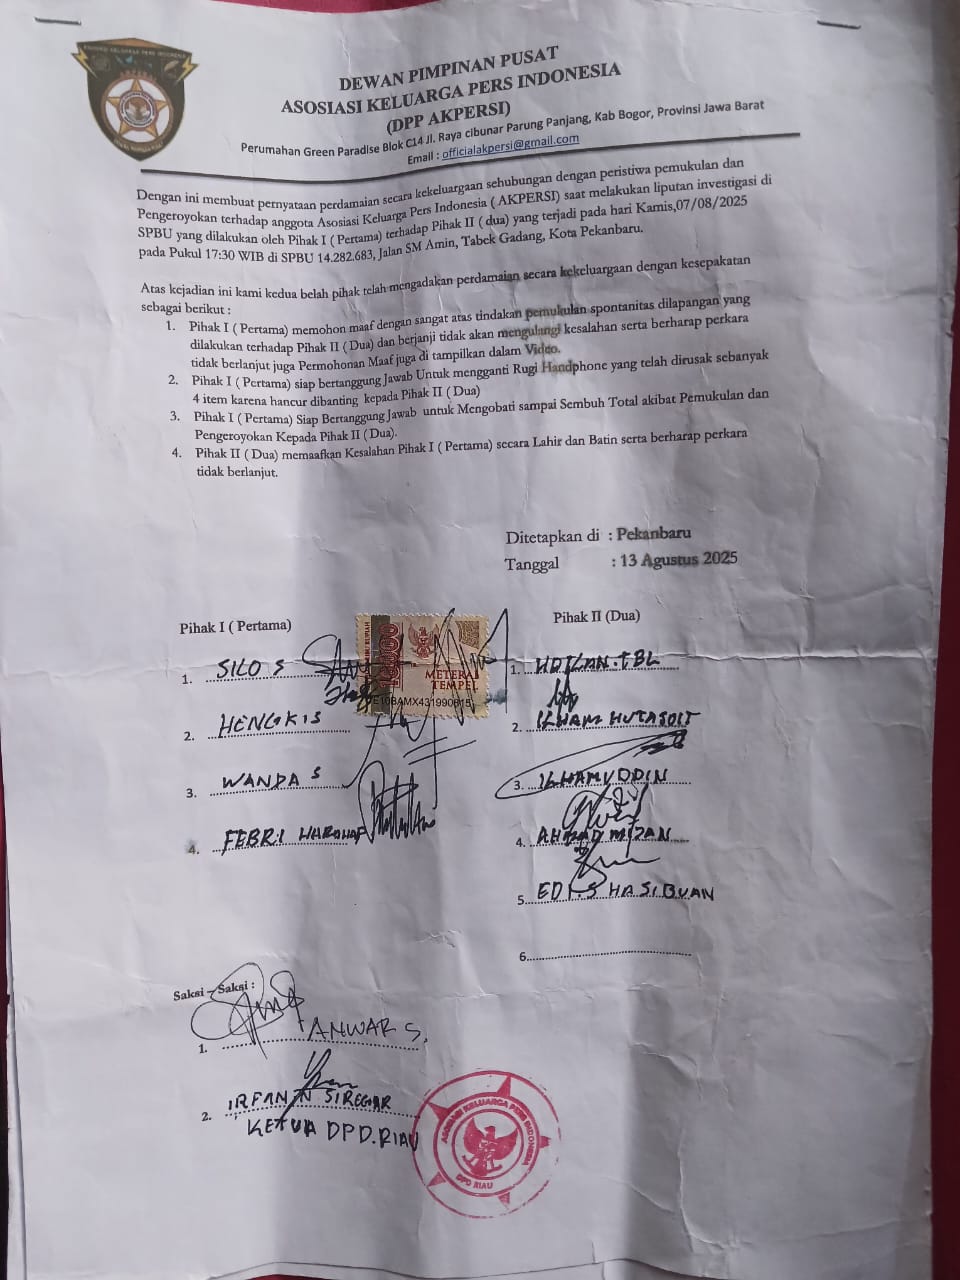 DEWAN PIMPINAN PUSAT
ASOSIASI KELUARGA PERS INDONESIA
(DPP AKPERSI)
Perumahan Green Paradise Blok C14 Jl. Raya cibunar Parung Panjang, Kab Bogor, Provinsi Jawa Barat
Email : officialakpersi@gmail.com
Dengan ini membuat pernyataan perdamaian secara kekeluargaan sehubungan dengan peristiwa pemukulan dan
Pengeroyokan terhadap anggota Asosiasi Keluarga Pers Indonesia ( AKPERSI) saat melakukan liputan investigasi di
SPBU yang dilakukan oleh Pihak I ( Pertama) terhadap Pihak II ( dua) yang terjadi pada hari Kamis,07/08/2025
pada Pukul 17:30 WIB di SPBU 14.282.683, Jalan SM Amin, Tabek Gadang, Kota Pekanbaru.
Atas kejadian ini kami kedua belah pihak telah mengadakan perdamaian secara kekeluargaan dengan kesepakatan
sebagai berikut :
1. Pihak I ( Pertama) memohon maaf dengan sangat atas tindakan pemukulan spontanitas dilapangan yang
dilakukan terhadap Pihak II ( Dua) dan berjanji tidak akan mengulangi kesalahan serta berharap perkara
tidak berlanjut juga Permohonan Maaf juga di tampilkan dalam Video.
2. Pihak I ( Pertama) siap bertanggung Jawab Untuk mengganti Rugi Handphone yang telah dirusak sebanyak
4 item karena hancur dibanting kepada Pihak II ( Dua)
3. Pihak I ( Pertama) Siap Bertanggung Jawab untuk Mengobati sampai Sembuh Total akibat Pemukulan dan
Pengeroyokan Kepada Pihak II ( Dua).
4. Pihak II ( Dua) memaafkan Kesalahan Pihak I ( Pertama) secara Lahir dan Batin serta berharap perkara
tidak berlanjut.
Ditetapkan di : Pekanbaru
Tanggal : 13 Agustus 2025
Pihak I ( Pertama)
1. SILO S
2. HENGKIS
3. WANDA S
4. FEBRI HARAHAP
10000
METERAI
TEMPEL
Pihak II (Dua)
1.
2. ILHAM HUTASOIT
3. ILHAMUDDIN
4. AHMAD MIZAN
5. EDI S HASIBUAN
6.
Saksi – Saksi :
1. ANWAR S.
2. IRFAN SIREGAR
KETUA DPD.RIAU
ASOSIASI KELUARGA PERS INDONESIA
DPD RIAU